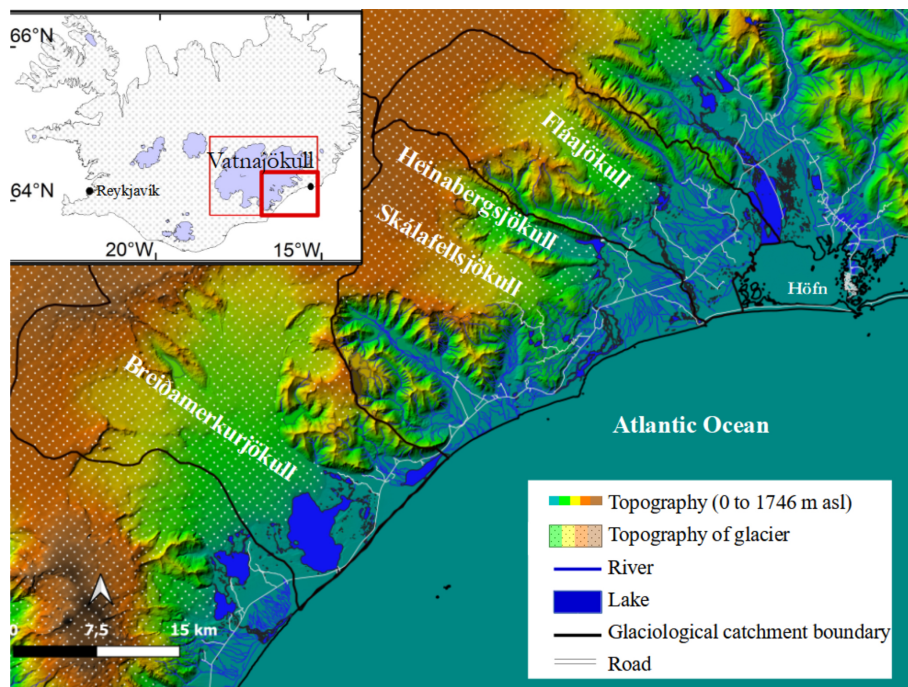 66°N
64°N
Vatnajökull
Reykjavik
20°W
15°W
Fláajökull
Heinabergsjökull
Skálafellsjökull
Breiðamerkurjökull
Höfn
Atlantic Ocean
Topography (0 to 1746 m asl)
Topography of glacier
River
Lake
Glaciological catchment boundary
Road
0 7,5 15 km